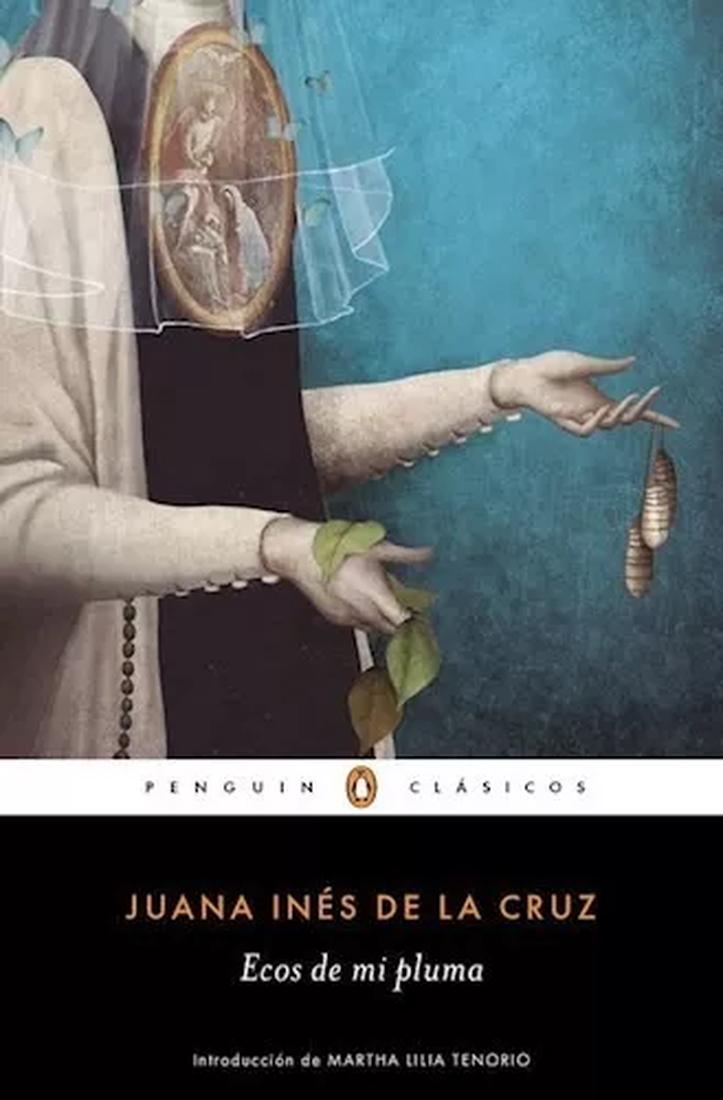 PENGUIN CLÁSICOS
JUANA INÉS DE LA CRUZ
Ecos de mi pluma
Introducción de MARTHA LILIA TENORIO